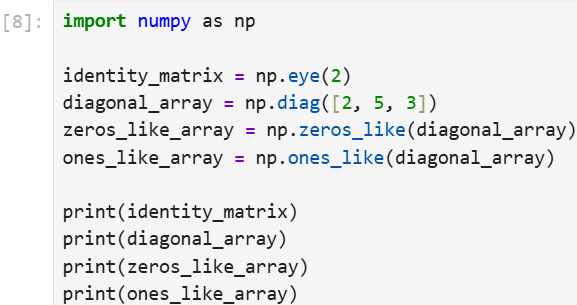 [8]: import numpy as np
identity_matrix = np.eye(2)
diagonal_array = np.diag([2, 5, 3])
zeros_like_array = np.zeros_like(diagonal_array)
ones_like_array = np.ones_like(diagonal_array)
print(identity_matrix)
print(diagonal_array)
print(zeros_like_array)
print(ones_like_array)